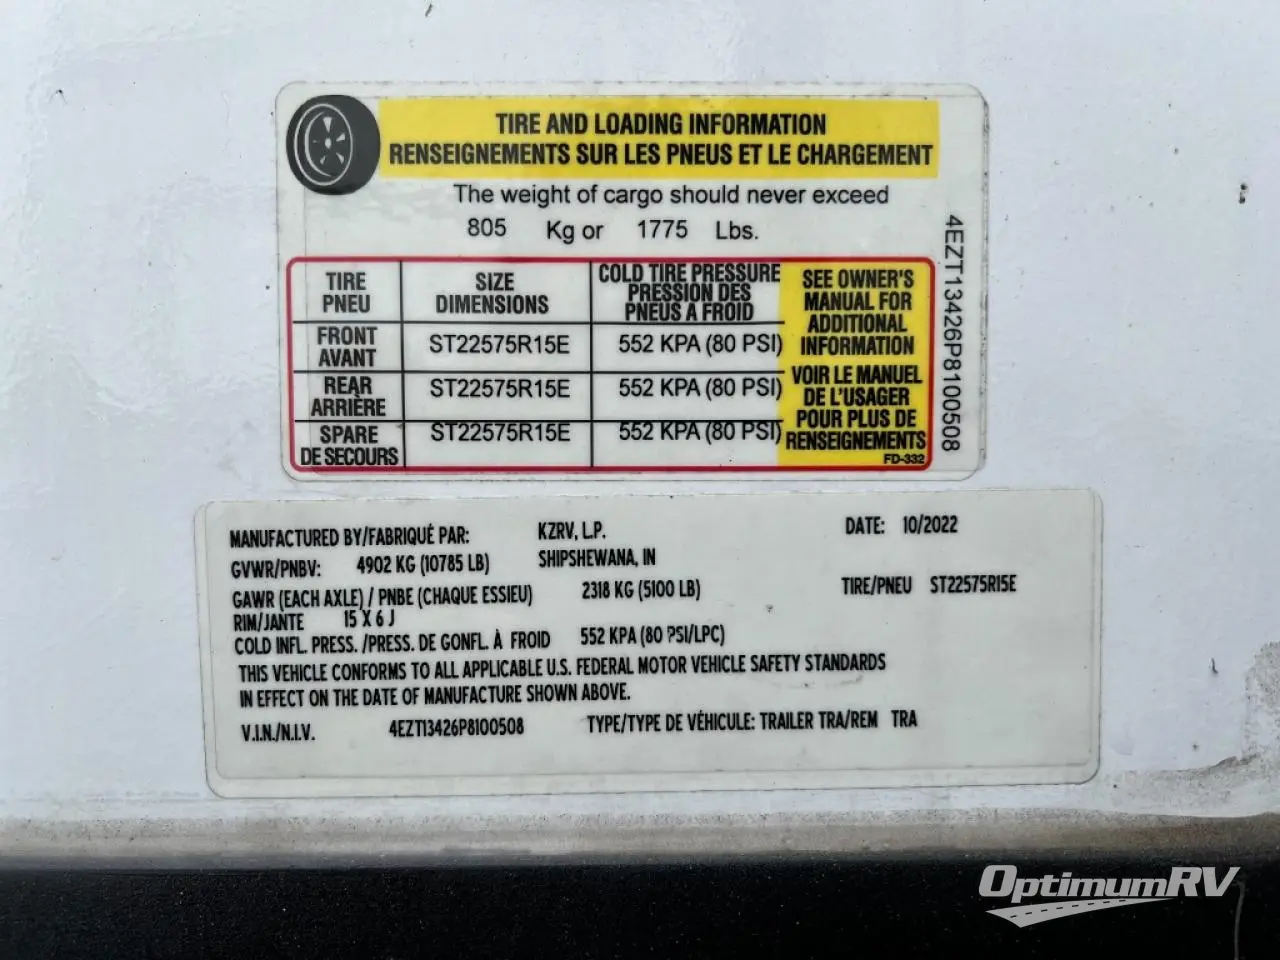 TIRE AND LOADING INFORMATION
RENSEIGNEMENTS SUR LES PNEUS ET LE CHARGEMENT
The weight of cargo should never exceed
805 Kg or 1775 Lbs.
TIRE
PNEU
SIZE
DIMENSIONS
COLD TIRE PRESSURE
PRESSION DES
PNEUS A FROID
FRONT
AVANT
ST22575R15E
552 KPA (80 PSI)
REAR
ARRIÈRE
ST22575R15E
552 KPA (80 PSI)
SPARE
DE SECOURS
ST22575R15E
552 KPA (80 PSI)
SEE OWNER'S
MANUAL FOR
ADDITIONAL
INFORMATION
VOIR LE MANUEL
DE L'USAGER
POUR PLUS DE
RENSEIGNEMENTS
FD-332
4EZT13426P8100508
MANUFACTURED BY/FABRIQUÉ PAR: KZRV, L.P. DATE: 10/2022
GVWR/PNBV: 4902 KG (10785 LB) SHIPSHEWANA, IN
GAWR (EACH AXLE) / PNBE (CHAQUE ESSIEU) 2318 KG (5100 LB) TIRE/PNEU ST22575R15E
RIM/JANTE 15 X 6 J
COLD INFL. PRESS. /PRESS. DE GONFL. À FROID 552 KPA (80 PSI/LPC)
THIS VEHICLE CONFORMS TO ALL APPLICABLE U.S. FEDERAL MOTOR VEHICLE SAFETY STANDARDS
IN EFFECT ON THE DATE OF MANUFACTURE SHOWN ABOVE.
V.I.N./N.I.V. 4EZT13426P8100508 TYPE/TYPE DE VÉHICULE: TRAILER TRA/REM TRA
OptimumRV